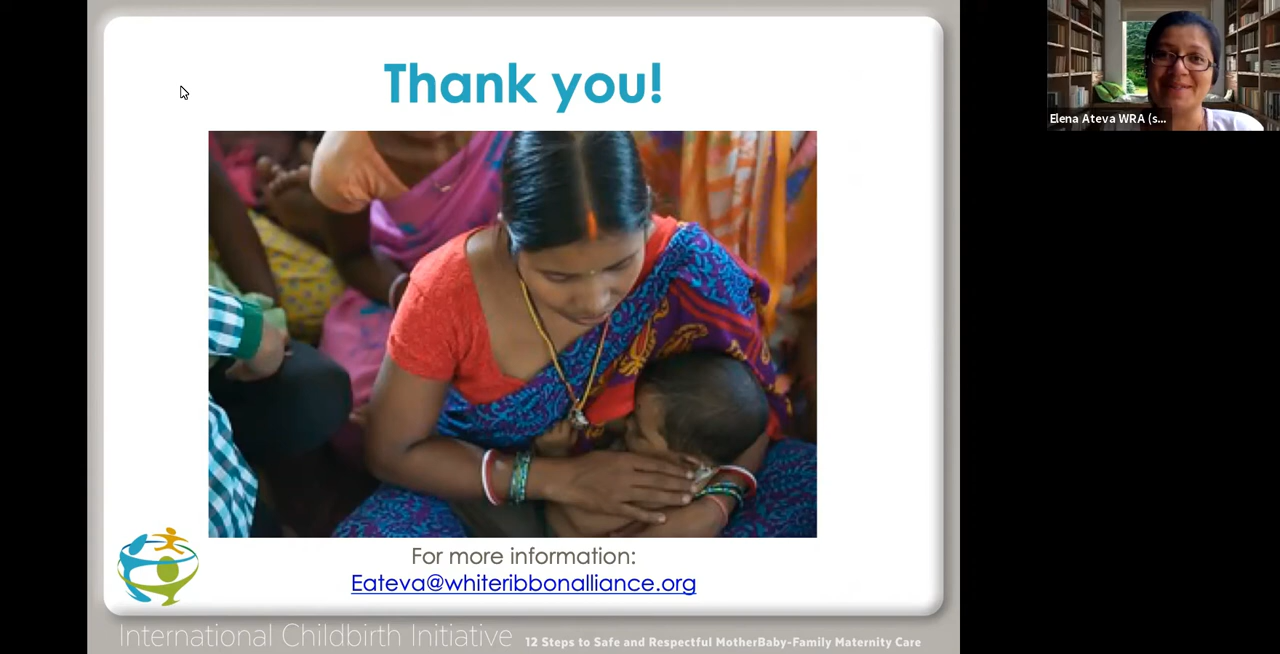 Thank you!
Elena Ateva WRA (s...
For more information:
Eateva@whiteribbonalliance.org
International Childbirth Initiative 12 Steps to Safe and Respectful MotherBaby-Family Maternity Care